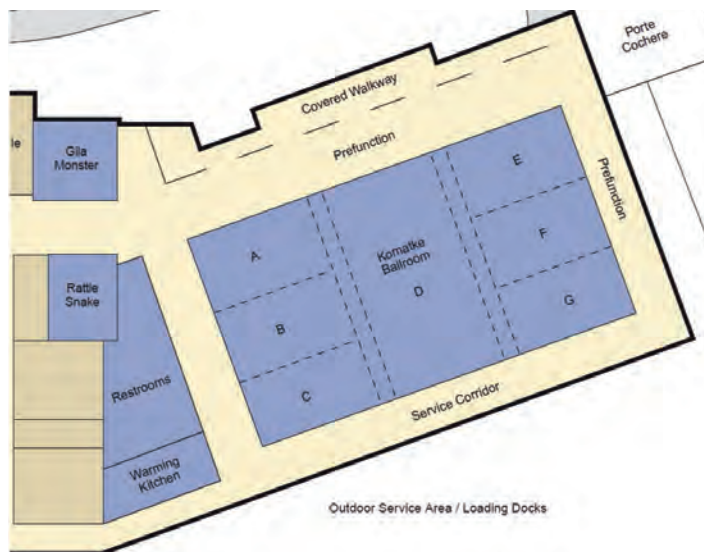 Porte
Cochere
Covered Walkway
Prefunction
le
Gila
Monster
E
Prefunction
A
F
Komatke
Ballroom
D
Rattle
Snake
G
B
Restrooms
C
Service Corridor
Warming
Kitchen
Outdoor Service Area / Loading Docks